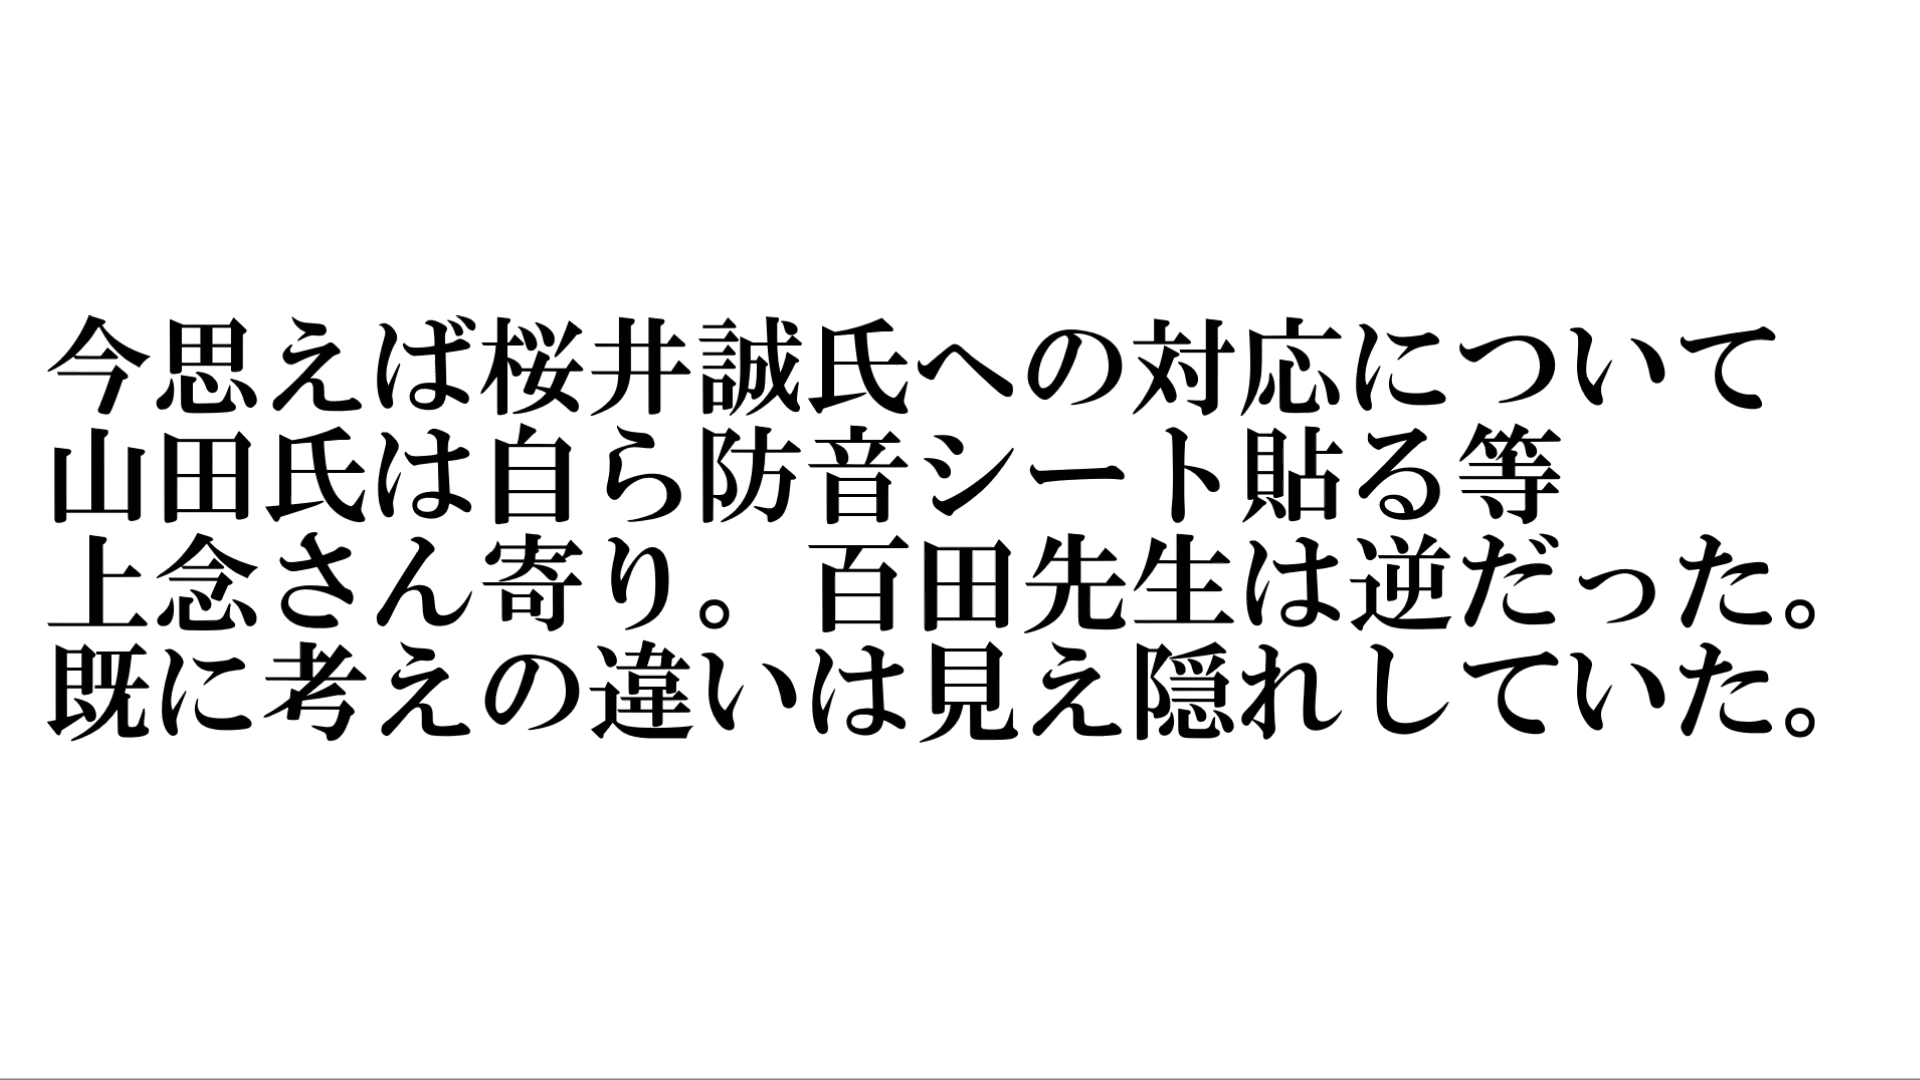 今思えば桜井誠氏への対応について
山田氏は自ら防音シート貼る等
上念さん寄り。百田先生は逆だった。
既に考えの違いは見え隠れしていた。